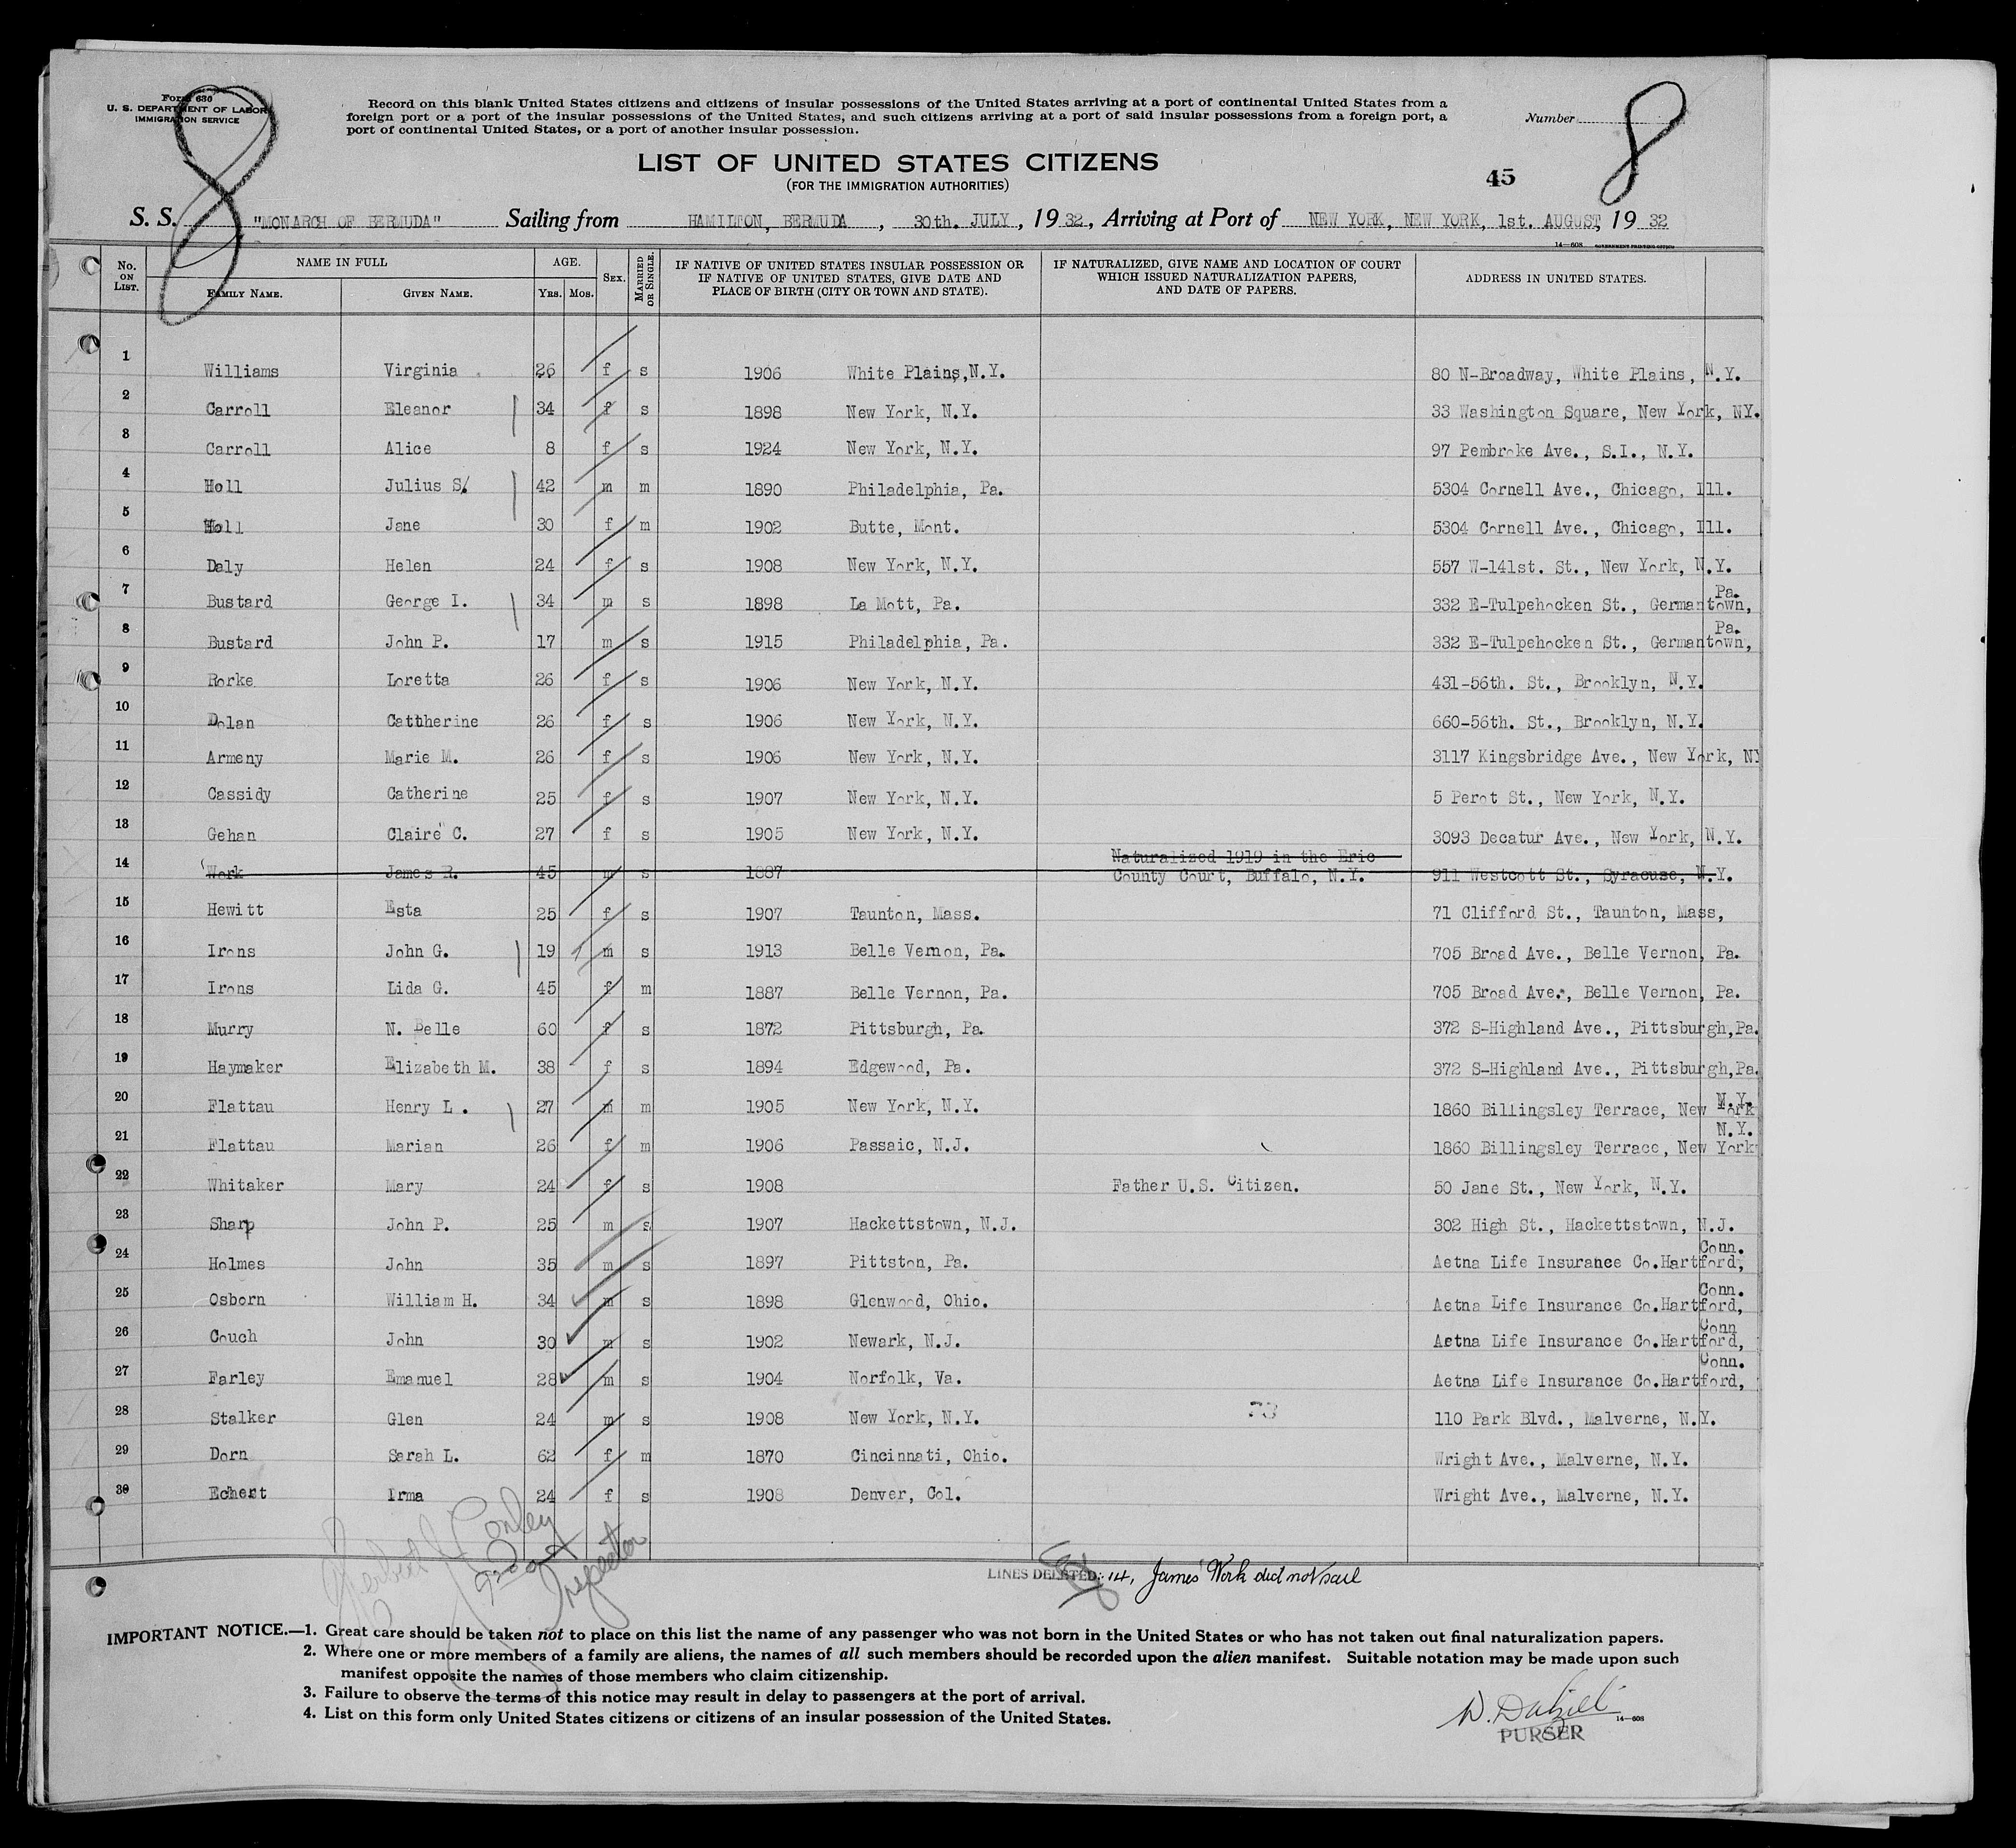 Form 630
U. S. DEPARTMENT OF LABOR
IMMIGRATION SERVICE
8
Record on this blank United States citizens and citizens of insular possessions of the United States arriving at a port of continental United States from a
foreign port or a port of the insular possessions of the United States, and such citizens arriving at a port of said insular possessions from a foreign port, a
port of continental United States, or a port of another insular possession.
Number
8
LIST OF UNITED STATES CITIZENS
(FOR THE IMMIGRATION AUTHORITIES)
45
S. S. "MONARCH OF BERMUDA" Sailing from HAMILTON, BERMUDA, 30th. JULY, 1932, Arriving at Port of NEW YORK, NEW YORK, 1st. AUGUST, 1932
14—608 GOVERNMENT PRINTING OFFICE
No. ON LIST. NAME IN FULL FAMILY NAME. GIVEN NAME. AGE. YRS. MOS. SEX. MARRIED OR SINGLE. IF NATIVE OF UNITED STATES INSULAR POSSESSION OR IF NATIVE OF UNITED STATES, GIVE DATE AND PLACE OF BIRTH (CITY OR TOWN AND STATE). IF NATURALIZED, GIVE NAME AND LOCATION OF COURT WHICH ISSUED NATURALIZATION PAPERS, AND DATE OF PAPERS. ADDRESS IN UNITED STATES.
1 Williams Virginia 26 f s 1906 White Plains,N.Y. 80 N-Broadway, White Plains, N.Y.
2 Carroll Eleanor 34 f s 1898 New York, N.Y. 33 Washington Square, New York, NY.
3 Carroll Alice 8 f s 1924 New York, N.Y. 97 Pembroke Ave., S.I., N.Y.
4 Holl Julius S. 42 m m 1890 Philadelphia, Pa. 5304 Cornell Ave., Chicago, Ill.
5 Holl Jane 30 f m 1902 Butte, Mont. 5304 Cornell Ave., Chicago, Ill.
6 Daly Helen 24 f s 1908 New York, N.Y. 557 W-141st. St., New York, N.Y.
7 Bustard George I. 34 m s 1898 La Mott, Pa. 332 E-Tulpehocken St., Germantown, Pa.
8 Bustard John P. 17 m s 1915 Philadelphia, Pa. 332 E-Tulpehocken St., Germantown, Pa.
9 Rorke Loretta 26 f s 1906 New York, N.Y. 431-56th. St., Brooklyn, N.Y.
10 Dolan Cattherine 26 f s 1906 New York, N.Y. 660-56th. St., Brooklyn, N.Y.
11 Armeny Marie M. 26 f s 1906 New York, N.Y. 3117 Kingsbridge Ave., New York, NY
12 Cassidy Catherine 25 f s 1907 New York, N.Y. 5 Perot St., New York, N.Y.
13 Gehan Claire C. 27 f s 1905 New York, N.Y. 3093 Decatur Ave., New York, N.Y.
14 Work James R. 45 m s 1887 Naturalized 1919 in the Erie County Court, Buffalo, N.Y. 911 Westcott St., Syracuse, N.Y.
15 Hewitt Esta 25 f s 1907 Taunton, Mass. 71 Clifford St., Taunton, Mass,
16 Irons John G. 19 m s 1913 Belle Vernon, Pa. 705 Broad Ave., Belle Vernon, Pa.
17 Irons Lida G. 45 f m 1887 Belle Vernon, Pa. 705 Broad Ave., Belle Vernon, Pa.
18 Murry N. Belle 60 f s 1872 Pittsburgh, Pa. 372 S-Highland Ave., Pittsburgh,Pa.
19 Haymaker Elizabeth M. 38 f s 1894 Edgewood, Pa. 372 S-Highland Ave., Pittsburgh,Pa.
20 Flattau Henry L. 27 m m 1905 New York, N.Y. 1860 Billingsley Terrace, New York N.Y.
21 Flattau Marian 26 f m 1906 Passaic, N.J. 1860 Billingsley Terrace, New York N.Y.
22 Whitaker Mary 24 f s 1908 Father U.S. Citizen. 50 Jane St., New York, N.Y.
23 Sharp John P. 25 m s 1907 Hackettstown, N.J. 302 High St., Hackettstown, N.J.
24 Holmes John 35 m s 1897 Pittston, Pa. Aetna Life Insurance Co.Hartford, Conn.
25 Osborn William H. 34 m s 1898 Glenwood, Ohio. Aetna Life Insurance Co.Hartford, Conn.
26 Couch John 30 m s 1902 Newark, N.J. Aetna Life Insurance Co.Hartford, Conn
27 Farley Emanuel 28 m s 1904 Norfolk, Va. Aetna Life Insurance Co.Hartford, Conn.
28 Stalker Glen 24 m s 1908 New York, N.Y. 73 110 Park Blvd., Malverne, N.Y.
29 Dorn Sarah L. 62 f m 1870 Cincinnati, Ohio. Wright Ave., Malverne, N.Y.
30 Echert Irma 24 f s 1908 Denver, Col. Wright Ave., Malverne, N.Y.
Herbert J Conley
Inspector
LINES DELETED: 14, James Work did not sail
IMPORTANT NOTICE.—1. Great care should be taken not to place on this list the name of any passenger who was not born in the United States or who has not taken out final naturalization papers.
2. Where one or more members of a family are aliens, the names of all such members should be recorded upon the alien manifest. Suitable notation may be made upon such
manifest opposite the names of those members who claim citizenship.
3. Failure to observe the terms of this notice may result in delay to passengers at the port of arrival.
4. List on this form only United States citizens or citizens of an insular possession of the United States.
D. Dalziel
14—608
PURSER